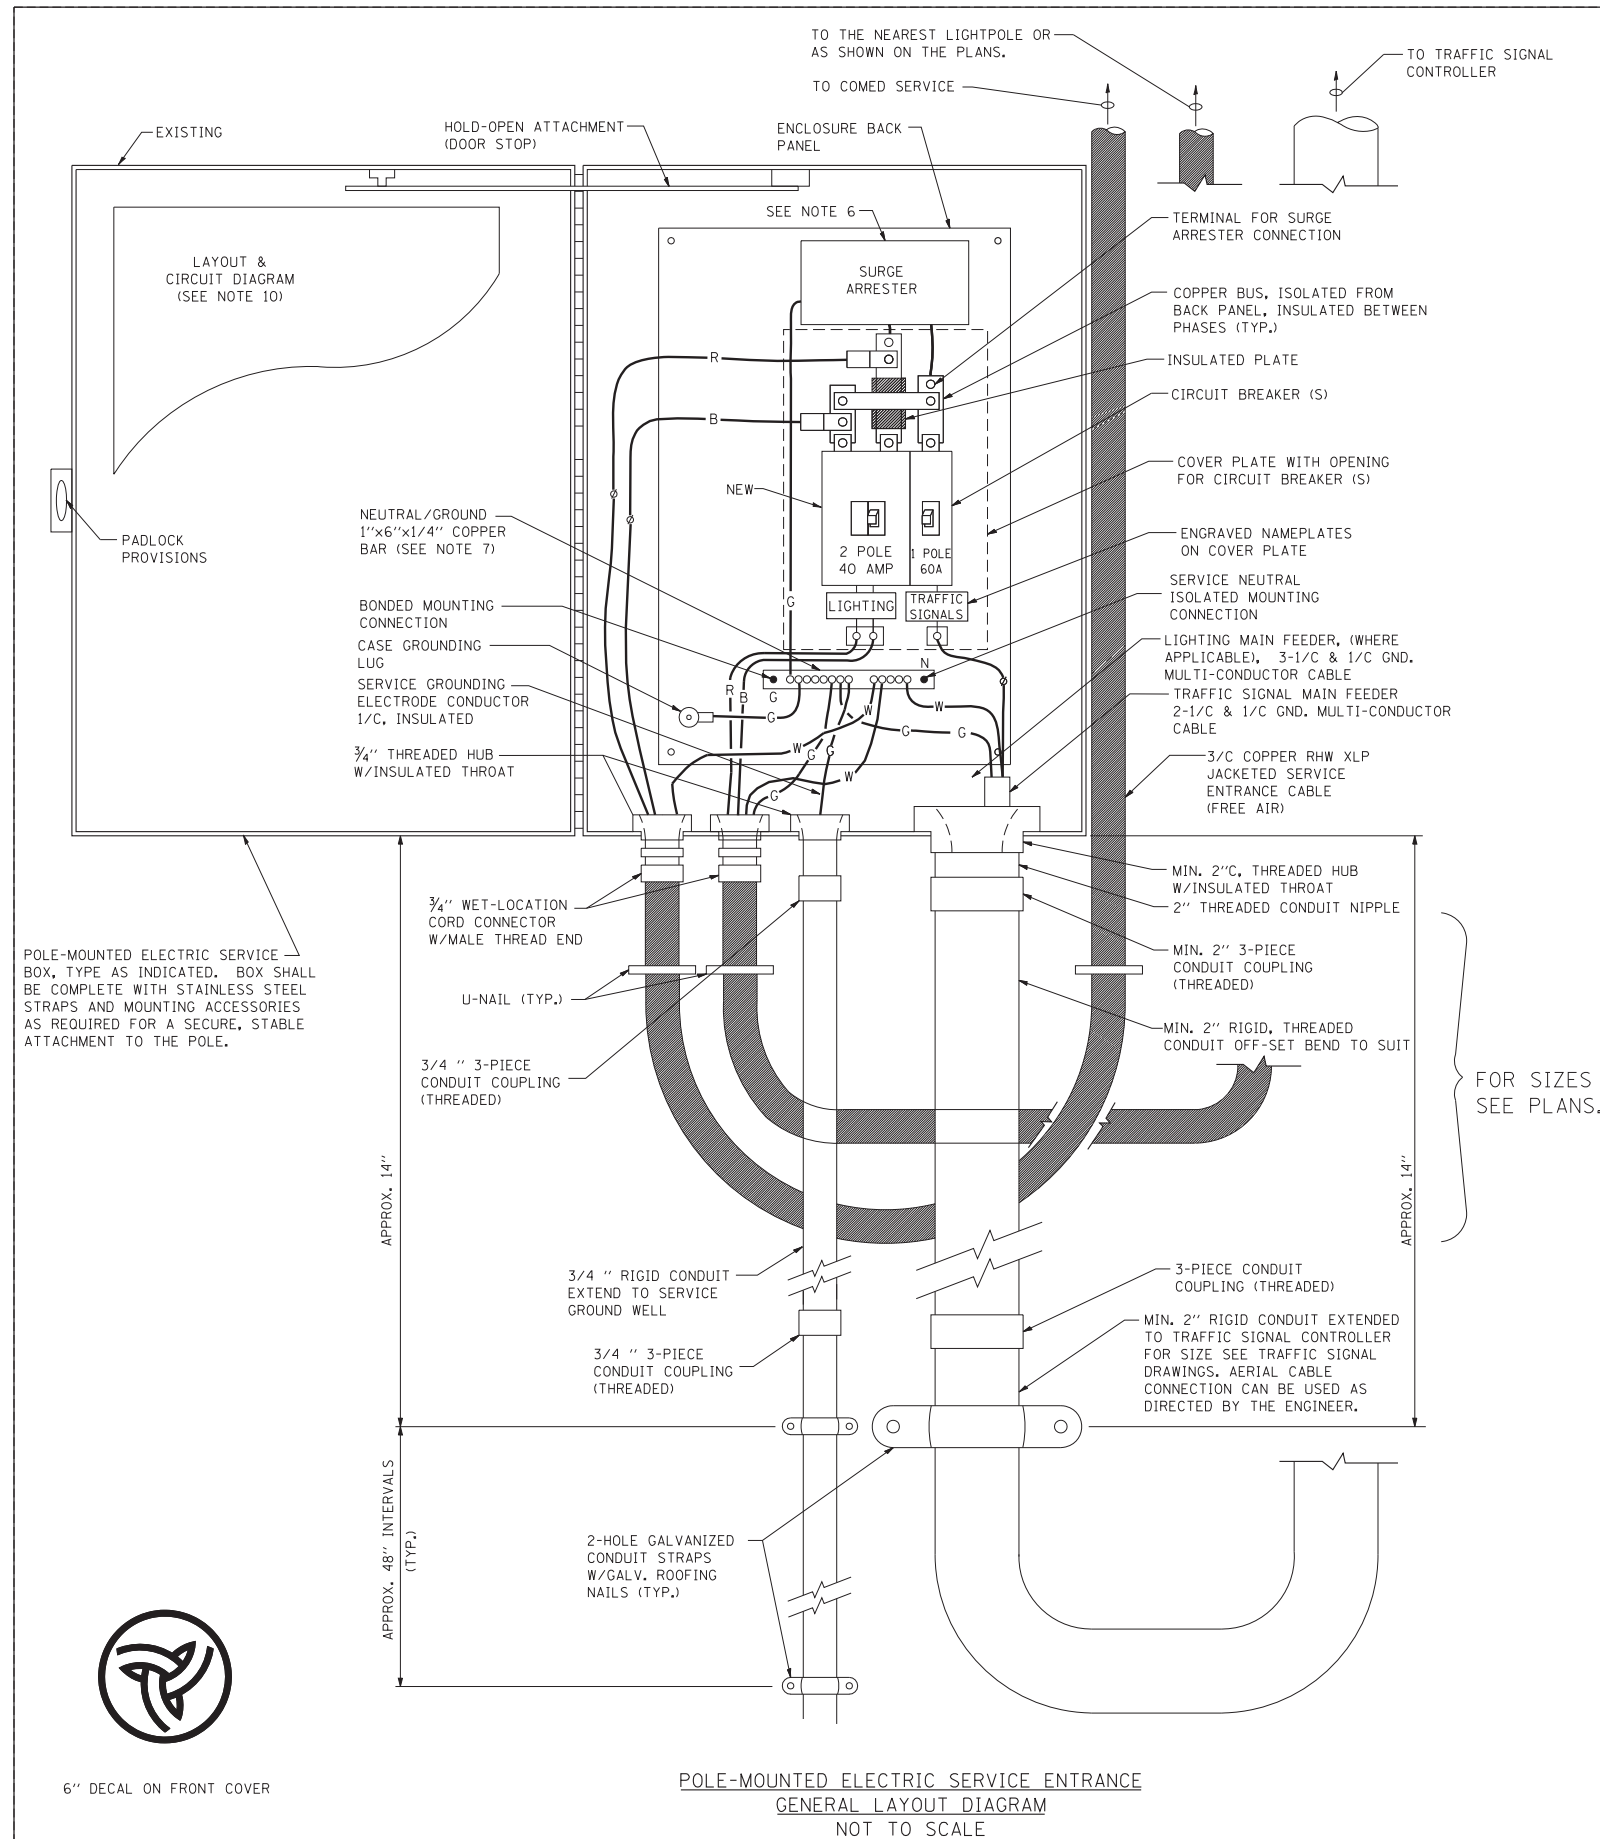 TO THE NEAREST LIGHTPOLE OR
AS SHOWN ON THE PLANS.
TO TRAFFIC SIGNAL
CONTROLLER
TO COMED SERVICE
EXISTING
HOLD-OPEN ATTACHMENT
(DOOR STOP)
ENCLOSURE BACK
PANEL
SEE NOTE 6
TERMINAL FOR SURGE
ARRESTER CONNECTION
LAYOUT &
CIRCUIT DIAGRAM
(SEE NOTE 10)
SURGE
ARRESTER
COPPER BUS, ISOLATED FROM
BACK PANEL, INSULATED BETWEEN
PHASES (TYP.)
R
INSULATED PLATE
CIRCUIT BREAKER (S)
B
COVER PLATE WITH OPENING
FOR CIRCUIT BREAKER (S)
NEW
Ø
Ø
NEUTRAL/GROUND
1"x6"x1/4" COPPER
BAR (SEE NOTE 7)
PADLOCK
PROVISIONS
2 POLE
40 AMP
1 POLE
60A
ENGRAVED NAMEPLATES
ON COVER PLATE
SERVICE NEUTRAL
ISOLATED MOUNTING
CONNECTION
G
LIGHTING
TRAFFIC
SIGNALS
BONDED MOUNTING
CONNECTION
CASE GROUNDING
LUG
LIGHTING MAIN FEEDER, (WHERE
APPLICABLE), 3-1/C & 1/C GND.
MULTI-CONDUCTOR CABLE
N
Ø
R
B
G
SERVICE GROUNDING
ELECTRODE CONDUCTOR
1/C, INSULATED
TRAFFIC SIGNAL MAIN FEEDER
2-1/C & 1/C GND. MULTI-CONDUCTOR
CABLE
G
W
G
G
W
G
G
W
G
¾" THREADED HUB
W/INSULATED THROAT
3/C COPPER RHW XLP
JACKETED SERVICE
ENTRANCE CABLE
(FREE AIR)
MIN. 2"C, THREADED HUB
W/INSULATED THROAT
2" THREADED CONDUIT NIPPLE
¾" WET-LOCATION
CORD CONNECTOR
W/MALE THREAD END
MIN. 2" 3-PIECE
CONDUIT COUPLING
(THREADED)
POLE-MOUNTED ELECTRIC SERVICE
BOX, TYPE AS INDICATED. BOX SHALL
BE COMPLETE WITH STAINLESS STEEL
STRAPS AND MOUNTING ACCESSORIES
AS REQUIRED FOR A SECURE, STABLE
ATTACHMENT TO THE POLE.
U-NAIL (TYP.)
MIN. 2" RIGID, THREADED
CONDUIT OFF-SET BEND TO SUIT
3/4 " 3-PIECE
CONDUIT COUPLING
(THREADED)
FOR SIZES
SEE PLANS.
APPROX. 14"
APPROX. 14"
3/4 " RIGID CONDUIT
EXTEND TO SERVICE
GROUND WELL
3-PIECE CONDUIT
COUPLING (THREADED)
MIN. 2" RIGID CONDUIT EXTENDED
TO TRAFFIC SIGNAL CONTROLLER
FOR SIZE SEE TRAFFIC SIGNAL
DRAWINGS. AERIAL CABLE
CONNECTION CAN BE USED AS
DIRECTED BY THE ENGINEER.
3/4 " 3-PIECE
CONDUIT COUPLING
(THREADED)
APPROX. 48" INTERVALS
(TYP.)
2-HOLE GALVANIZED
CONDUIT STRAPS
W/GALV. ROOFING
NAILS (TYP.)
6" DECAL ON FRONT COVER
POLE-MOUNTED ELECTRIC SERVICE ENTRANCE
GENERAL LAYOUT DIAGRAM
NOT TO SCALE